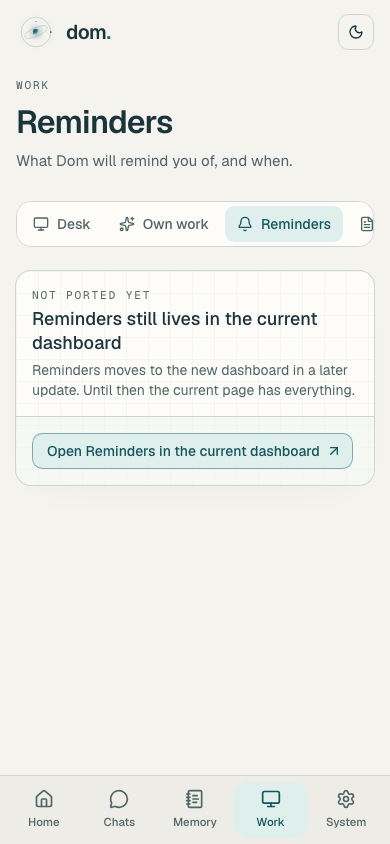 dom.
WORK
Reminders
What Dom will remind you of, and when.
Desk
Own work
Reminders
NOT PORTED YET
Reminders still lives in the current
dashboard
Reminders moves to the new dashboard in a later
update. Until then the current page has everything.
Open Reminders in the current dashboard
Home
Chats
Memory
Work
System